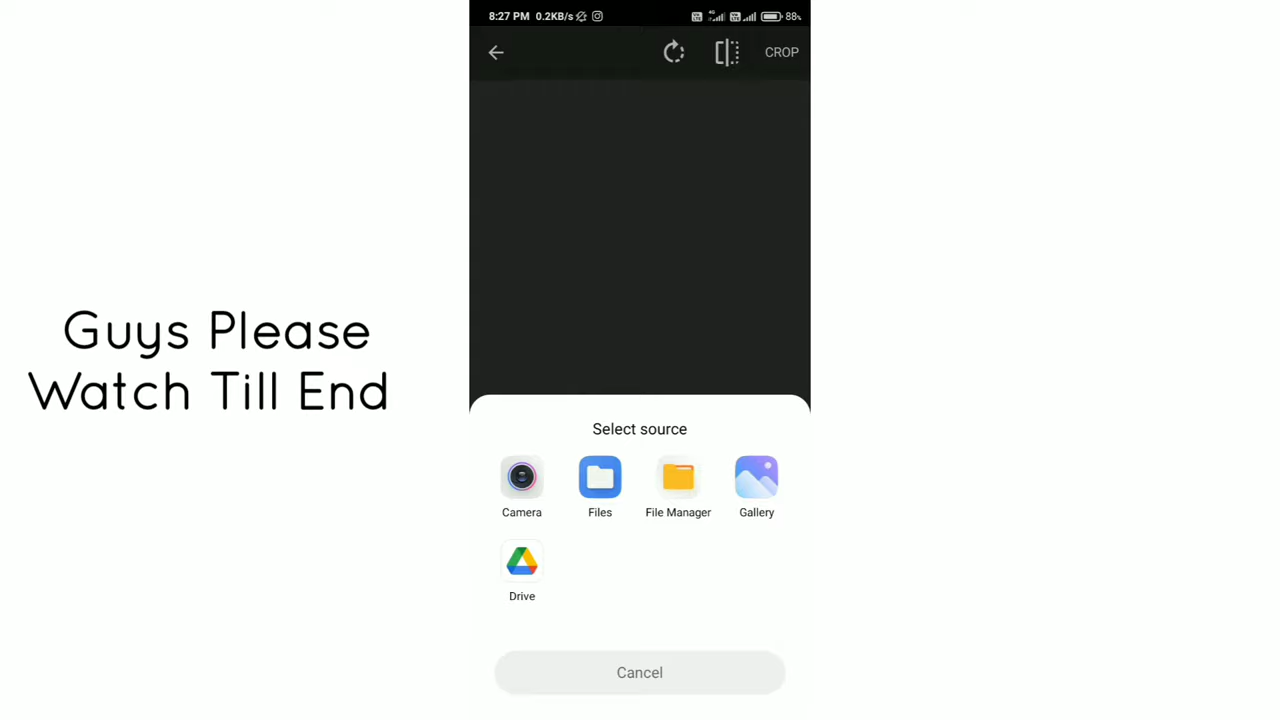 8:27 PM 0.2KB/s 88%
CROP
Guys Please
Watch Till End
Select source
Camera Files File Manager Gallery
Drive
Cancel